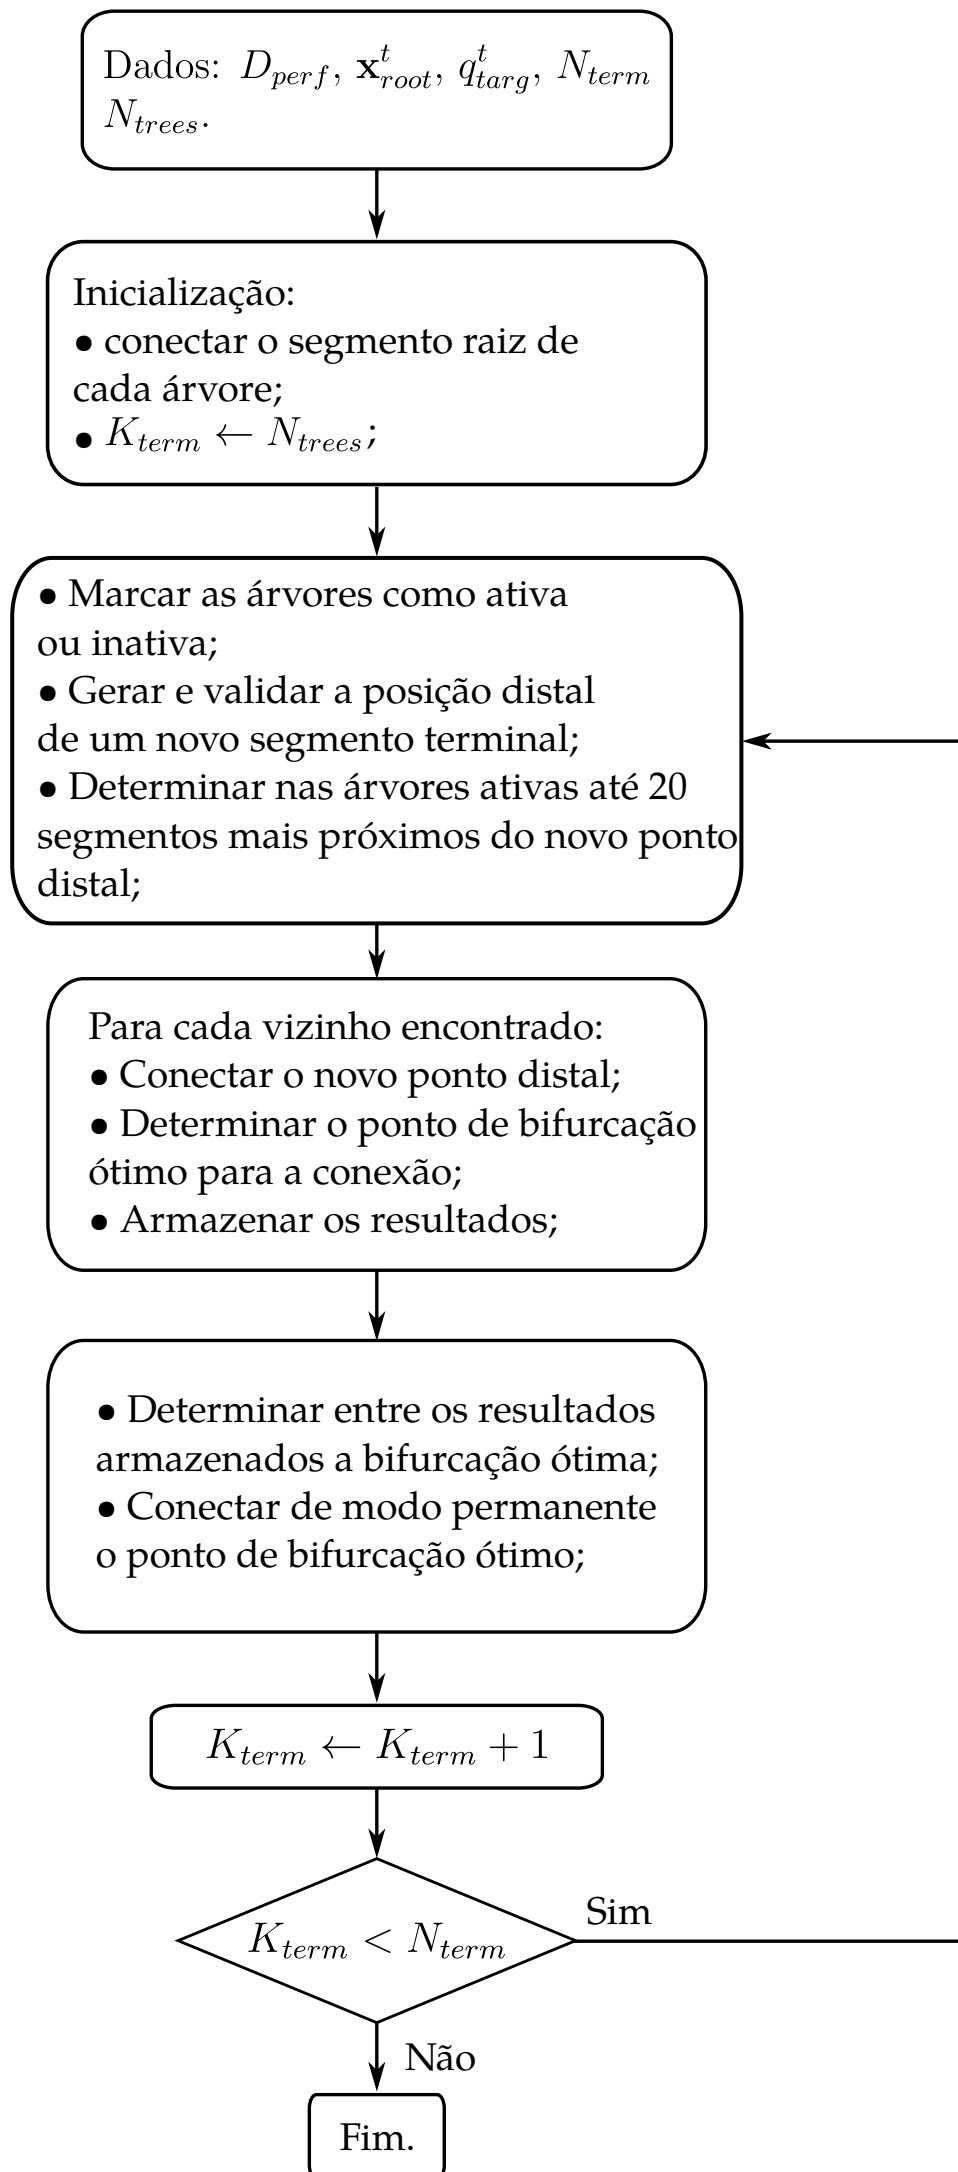 Dados: $D_{perf}$, $\mathbf{x}^t_{root}$, $q^t_{targ}$, $N_{term}$
$N_{trees}$.
Inicialização:
• conectar o segmento raiz de
cada árvore;
• $K_{term} \leftarrow N_{trees}$;
• Marcar as árvores como ativa
ou inativa;
• Gerar e validar a posição distal
de um novo segmento terminal;
• Determinar nas árvores ativas até 20
segmentos mais próximos do novo ponto
distal;
Para cada vizinho encontrado:
• Conectar o novo ponto distal;
• Determinar o ponto de bifurcação
ótimo para a conexão;
• Armazenar os resultados;
• Determinar entre os resultados
armazenados a bifurcação ótima;
• Conectar de modo permanente
o ponto de bifurcação ótimo;
$K_{term} \leftarrow K_{term} + 1$
Sim
$K_{term} < N_{term}$
Não
Fim.